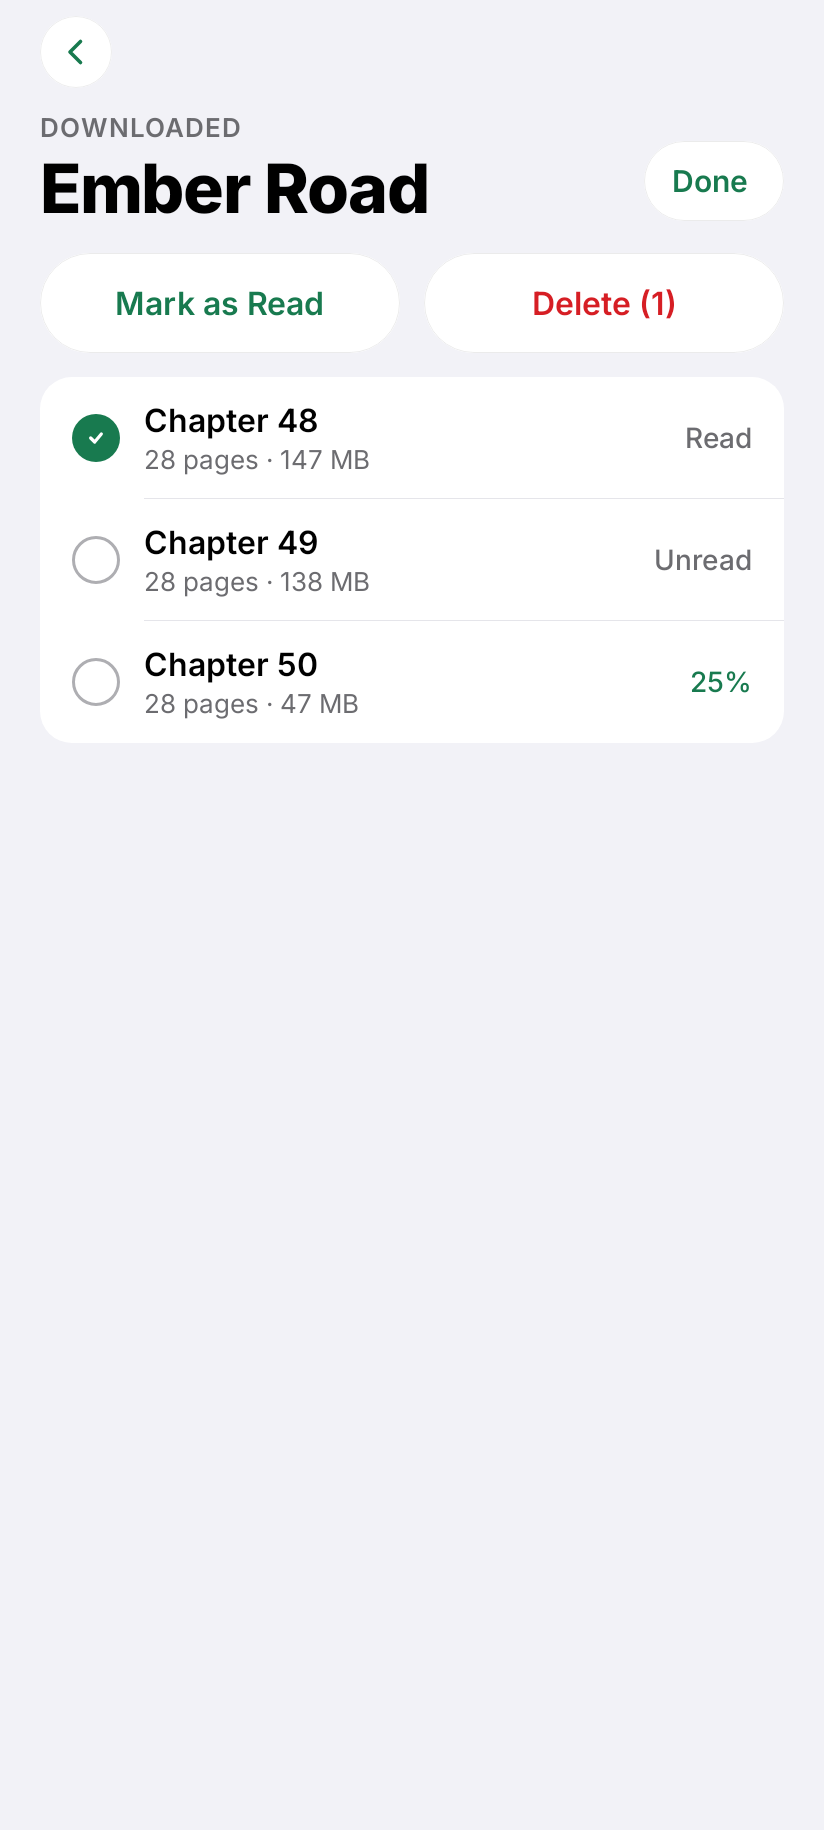 DOWNLOADED
Ember Road
Done
Mark as Read
Delete (1)
Chapter 48
28 pages · 147 MB
Read
Chapter 49
28 pages · 138 MB
Unread
Chapter 50
28 pages · 47 MB
25%